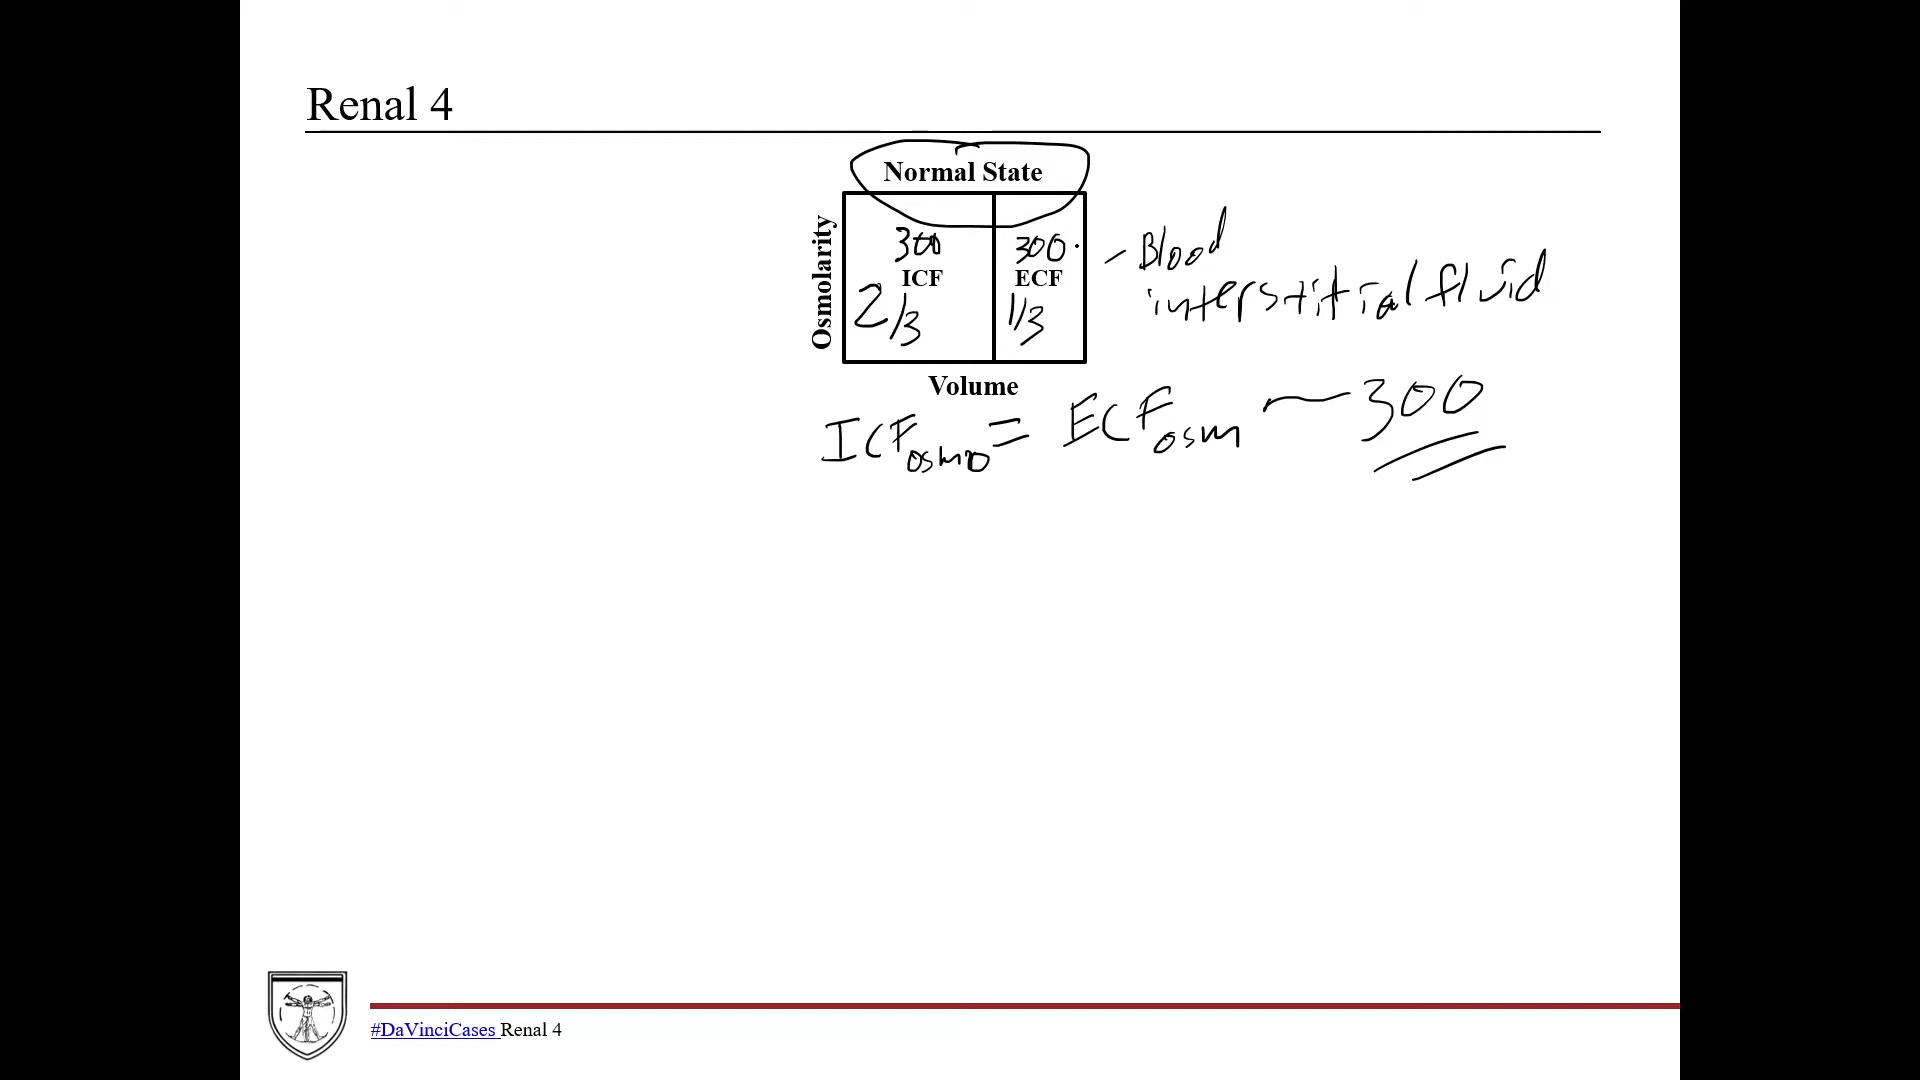 Renal 4
Normal State
Osmolarity
300 300
ICF ECF
2/3 1/3
- Blood
interstitial fluid
Volume
ICFosmo = ECFosm ~ 300
#DaVinciCases Renal 4